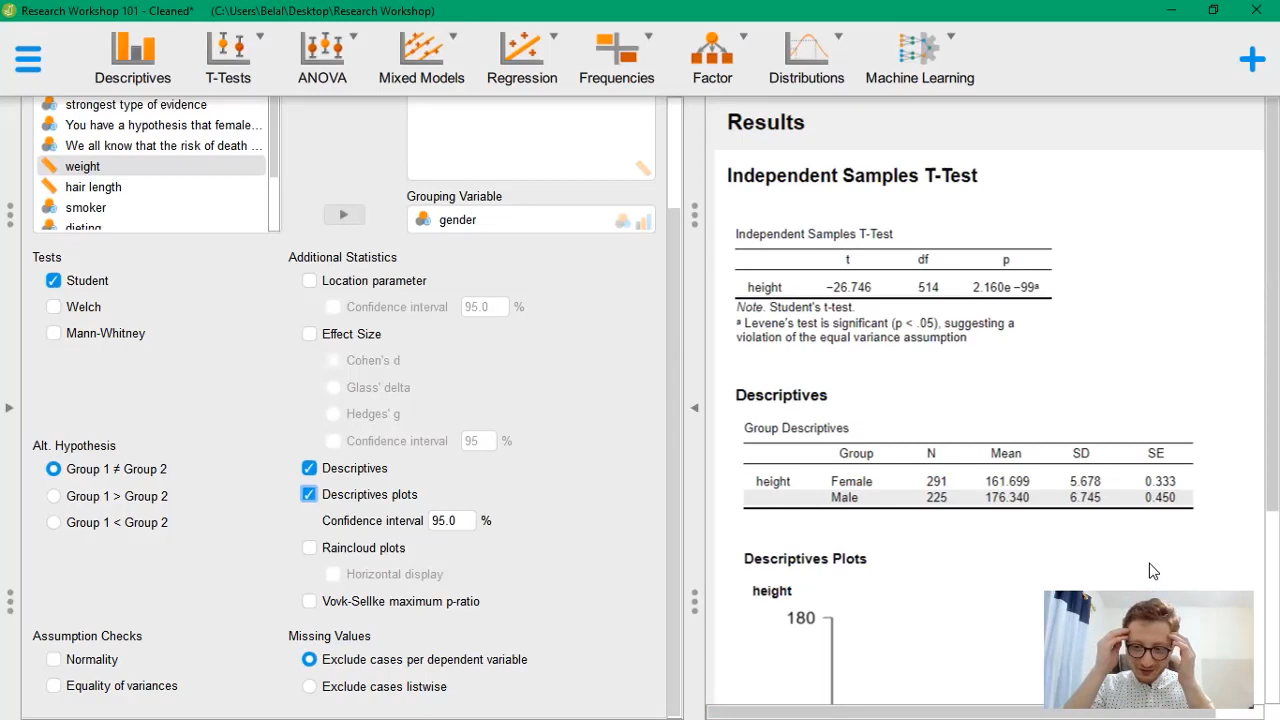 Research Workshop 101 - Cleaned* (C:\Users\Belal\Desktop\Research Workshop)
Descriptives T-Tests ANOVA Mixed Models Regression Frequencies Factor Distributions Machine Learning
strongest type of evidence
You have a hypothesis that female...
We all know that the risk of death ...
weight
hair length
smoker
dieting
Grouping Variable
gender
Tests
Student
Welch
Mann-Whitney
Alt. Hypothesis
Group 1 ≠ Group 2
Group 1 > Group 2
Group 1 < Group 2
Assumption Checks
Normality
Equality of variances
Additional Statistics
Location parameter
Confidence interval 95.0 %
Effect Size
Cohen's d
Glass' delta
Hedges' g
Confidence interval 95 %
Descriptives
Descriptives plots
Confidence interval 95.0 %
Raincloud plots
Horizontal display
Vovk-Sellke maximum p-ratio
Missing Values
Exclude cases per dependent variable
Exclude cases listwise
Results
Independent Samples T-Test
Independent Samples T-Test
t df p
height −26.746 514 2.160e −99ᵃ
Note. Student's t-test.
ᵃ Levene's test is significant (p < .05), suggesting a
violation of the equal variance assumption
Descriptives
Group Descriptives
Group N Mean SD SE
height Female 291 161.699 5.678 0.333
Male 225 176.340 6.745 0.450
Descriptives Plots
height
180